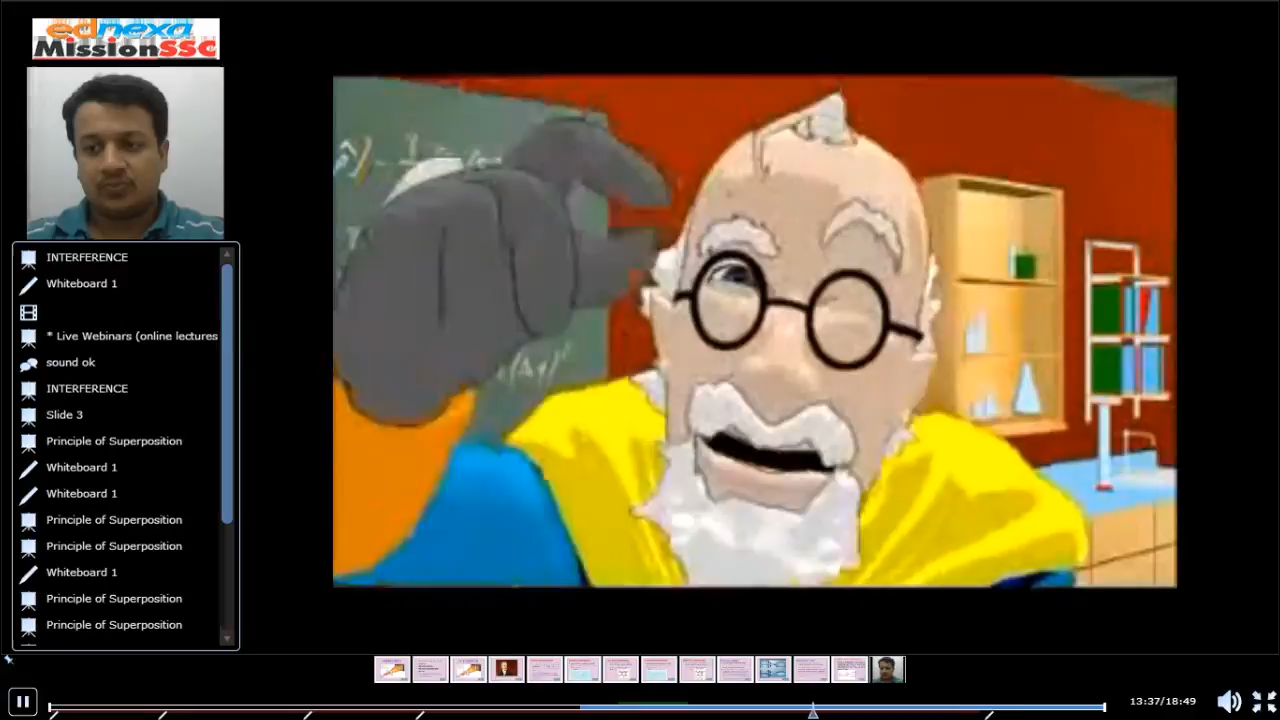 ednexa
MissionSSC
INTERFERENCE
Whiteboard 1
* Live Webinars (online lectures
sound ok
INTERFERENCE
Slide 3
Principle of Superposition
Whiteboard 1
Whiteboard 1
Principle of Superposition
Principle of Superposition
Whiteboard 1
Principle of Superposition
Principle of Superposition
13:37/18:49